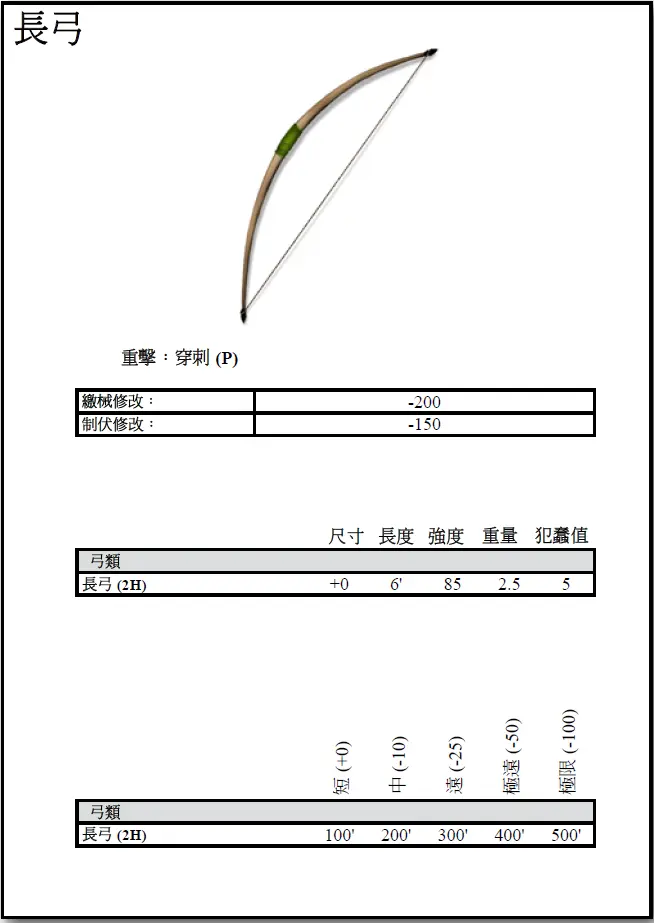 長弓
重擊：穿刺 (P)
繳械修改： -200
制伏修改： -150
尺寸 長度 強度 重量 犯蠢值
弓類
長弓 (2H) +0 6' 85 2.5 5
短 (+0) 中 (-10) 遠 (-25) 極遠 (-50) 極限 (-100)
弓類
長弓 (2H) 100' 200' 300' 400' 500'